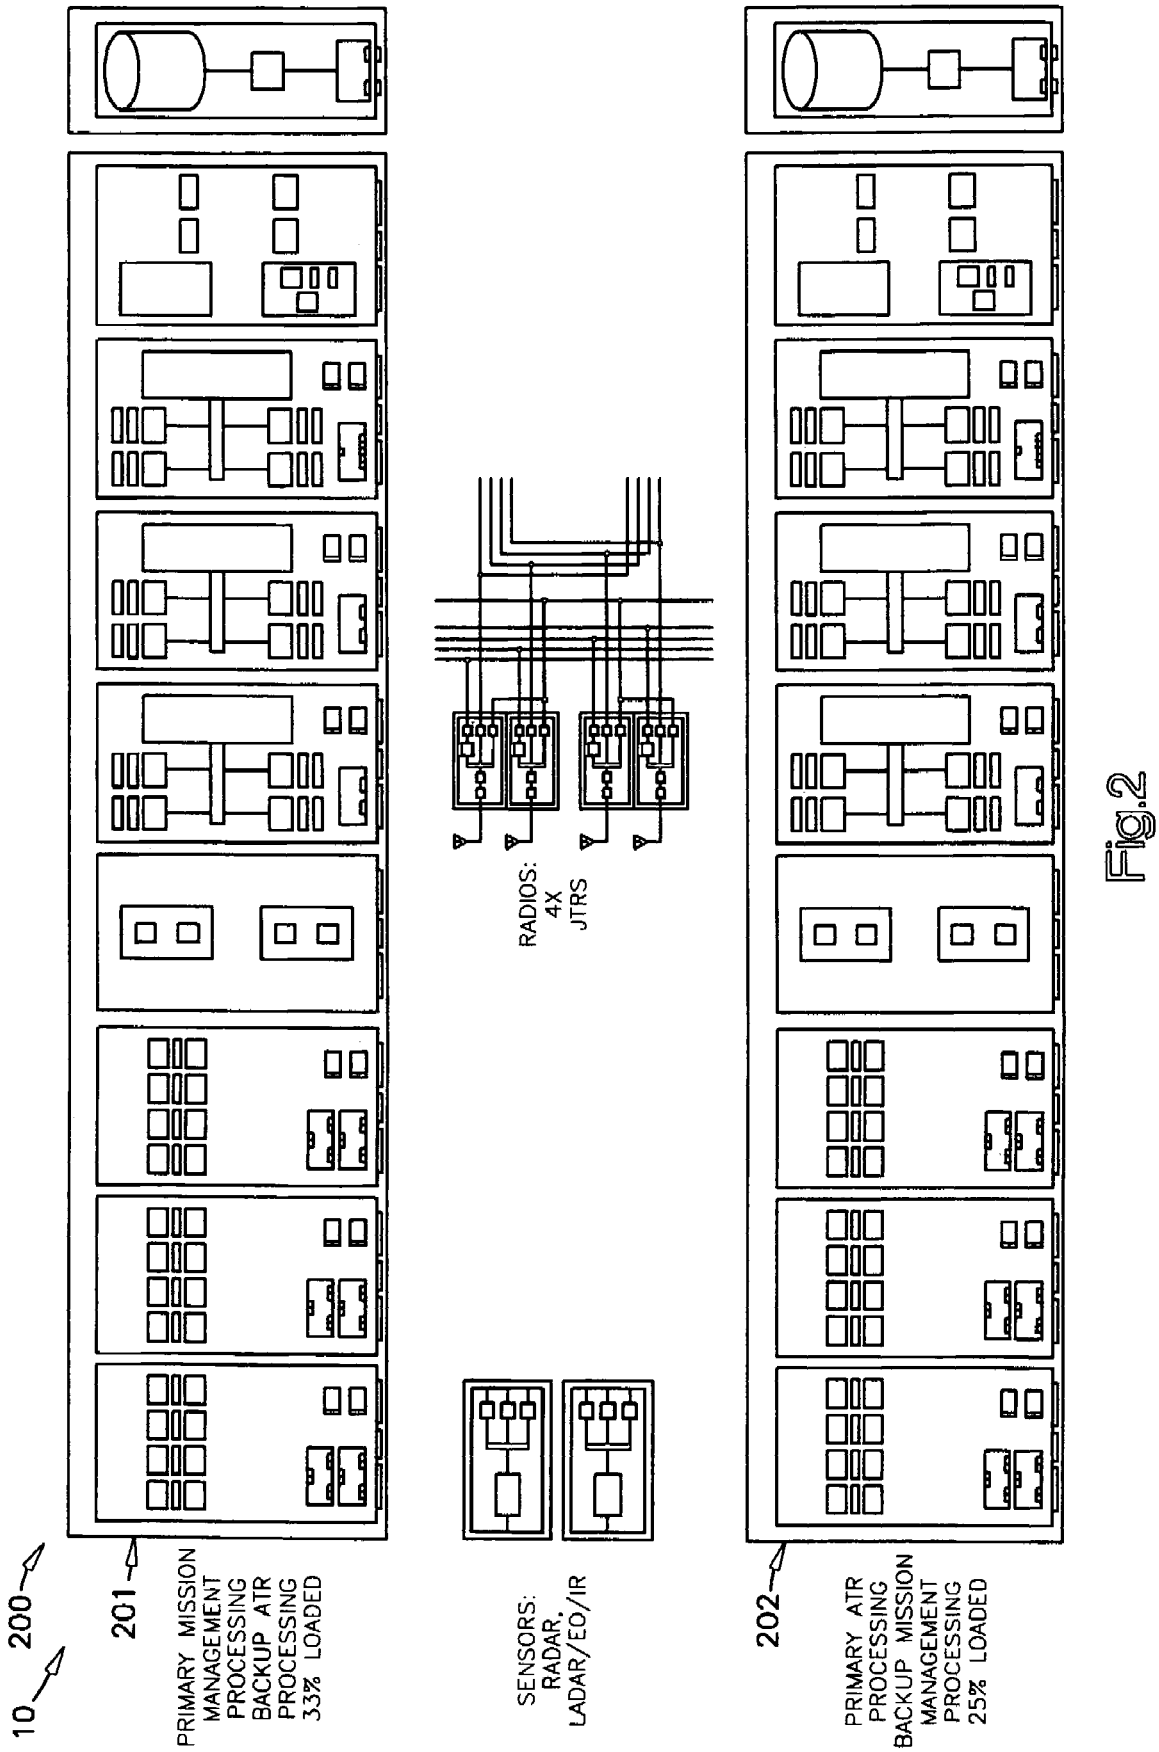 10
200
201
PRIMARY MISSION
MANAGEMENT
PROCESSING
BACKUP ATR
PROCESSING
33% LOADED
SENSORS:
RADAR,
LADAR/EO/IR
RADIOS:
4X
JTRS
202
PRIMARY ATR
PROCESSING
BACKUP MISSION
MANAGEMENT
PROCESSING
25% LOADED
Fig.2